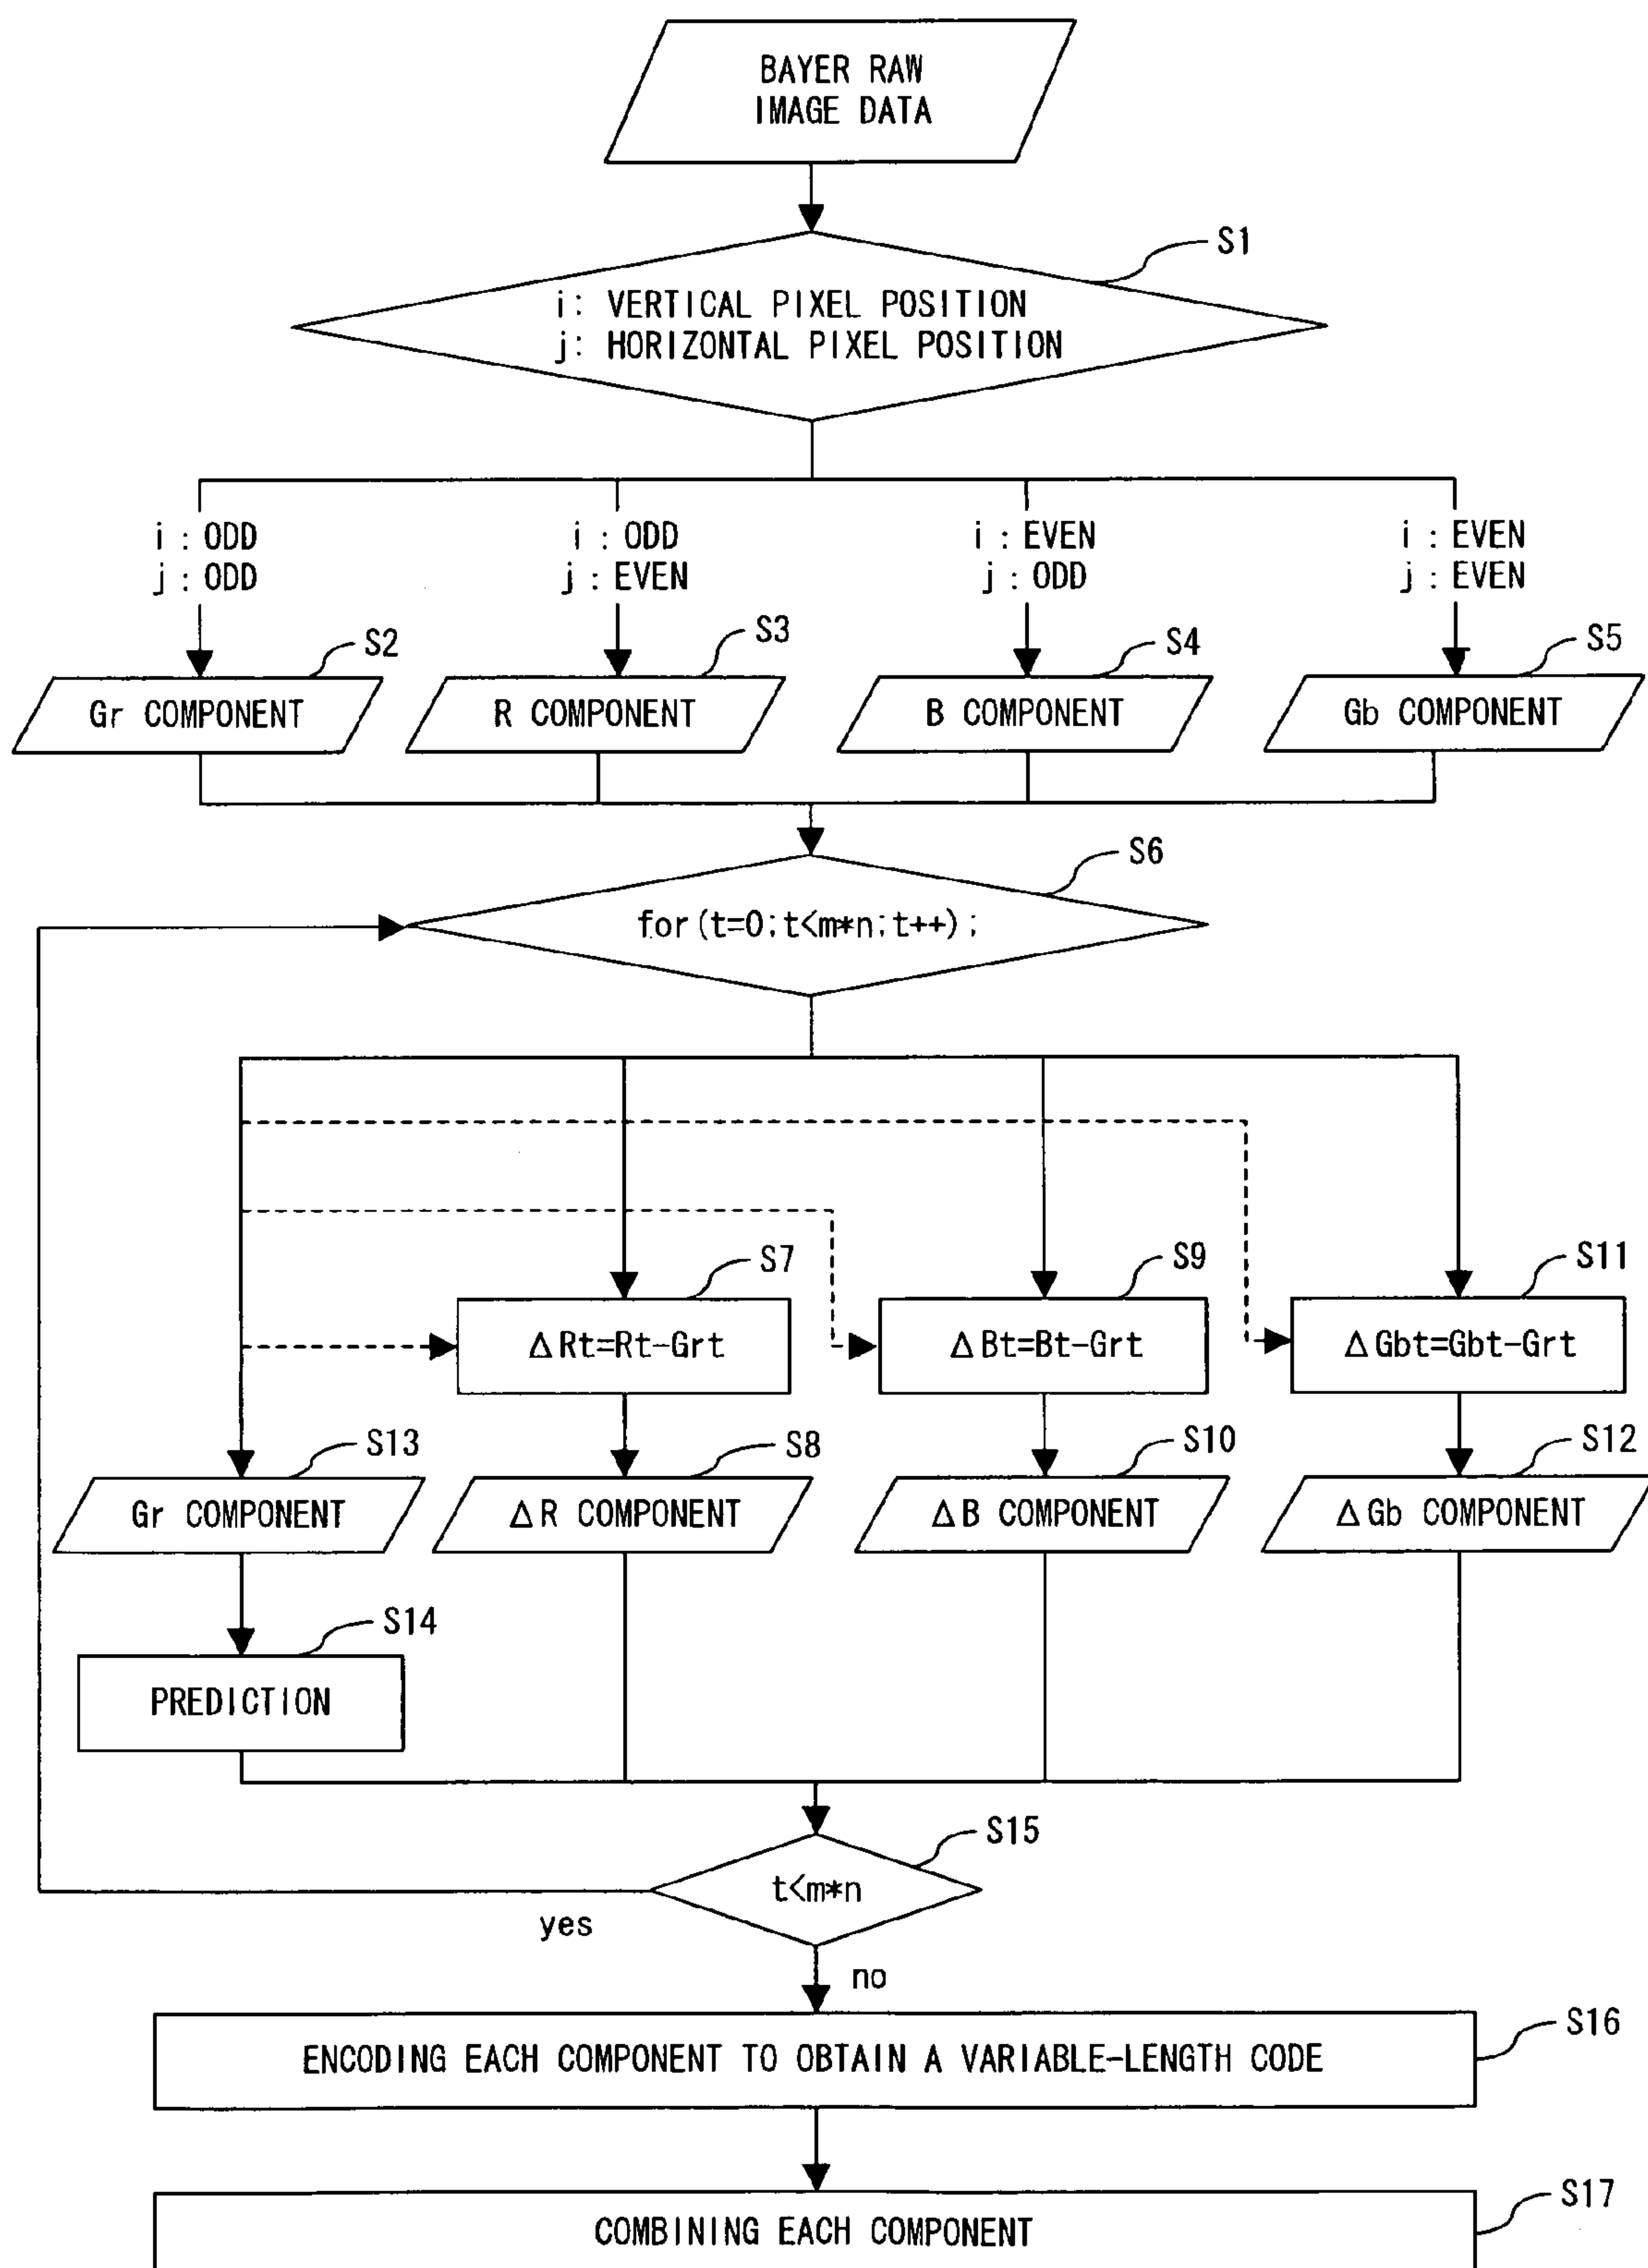 BAYER RAW
IMAGE DATA
S1
i: VERTICAL PIXEL POSITION
j: HORIZONTAL PIXEL POSITION
i : ODD
j : ODD
i : ODD
j : EVEN
i : EVEN
j : ODD
i : EVEN
j : EVEN
S2
S3
S4
S5
Gr COMPONENT
R COMPONENT
B COMPONENT
Gb COMPONENT
S6
for(t=0;t<m*n;t++);
S7
S9
S11
ΔRt=Rt-Grt
ΔBt=Bt-Grt
ΔGbt=Gbt-Grt
S13
S8
S10
S12
Gr COMPONENT
ΔR COMPONENT
ΔB COMPONENT
ΔGb COMPONENT
S14
PREDICTION
S15
t<m*n
yes
no
S16
ENCODING EACH COMPONENT TO OBTAIN A VARIABLE-LENGTH CODE
S17
COMBINING EACH COMPONENT